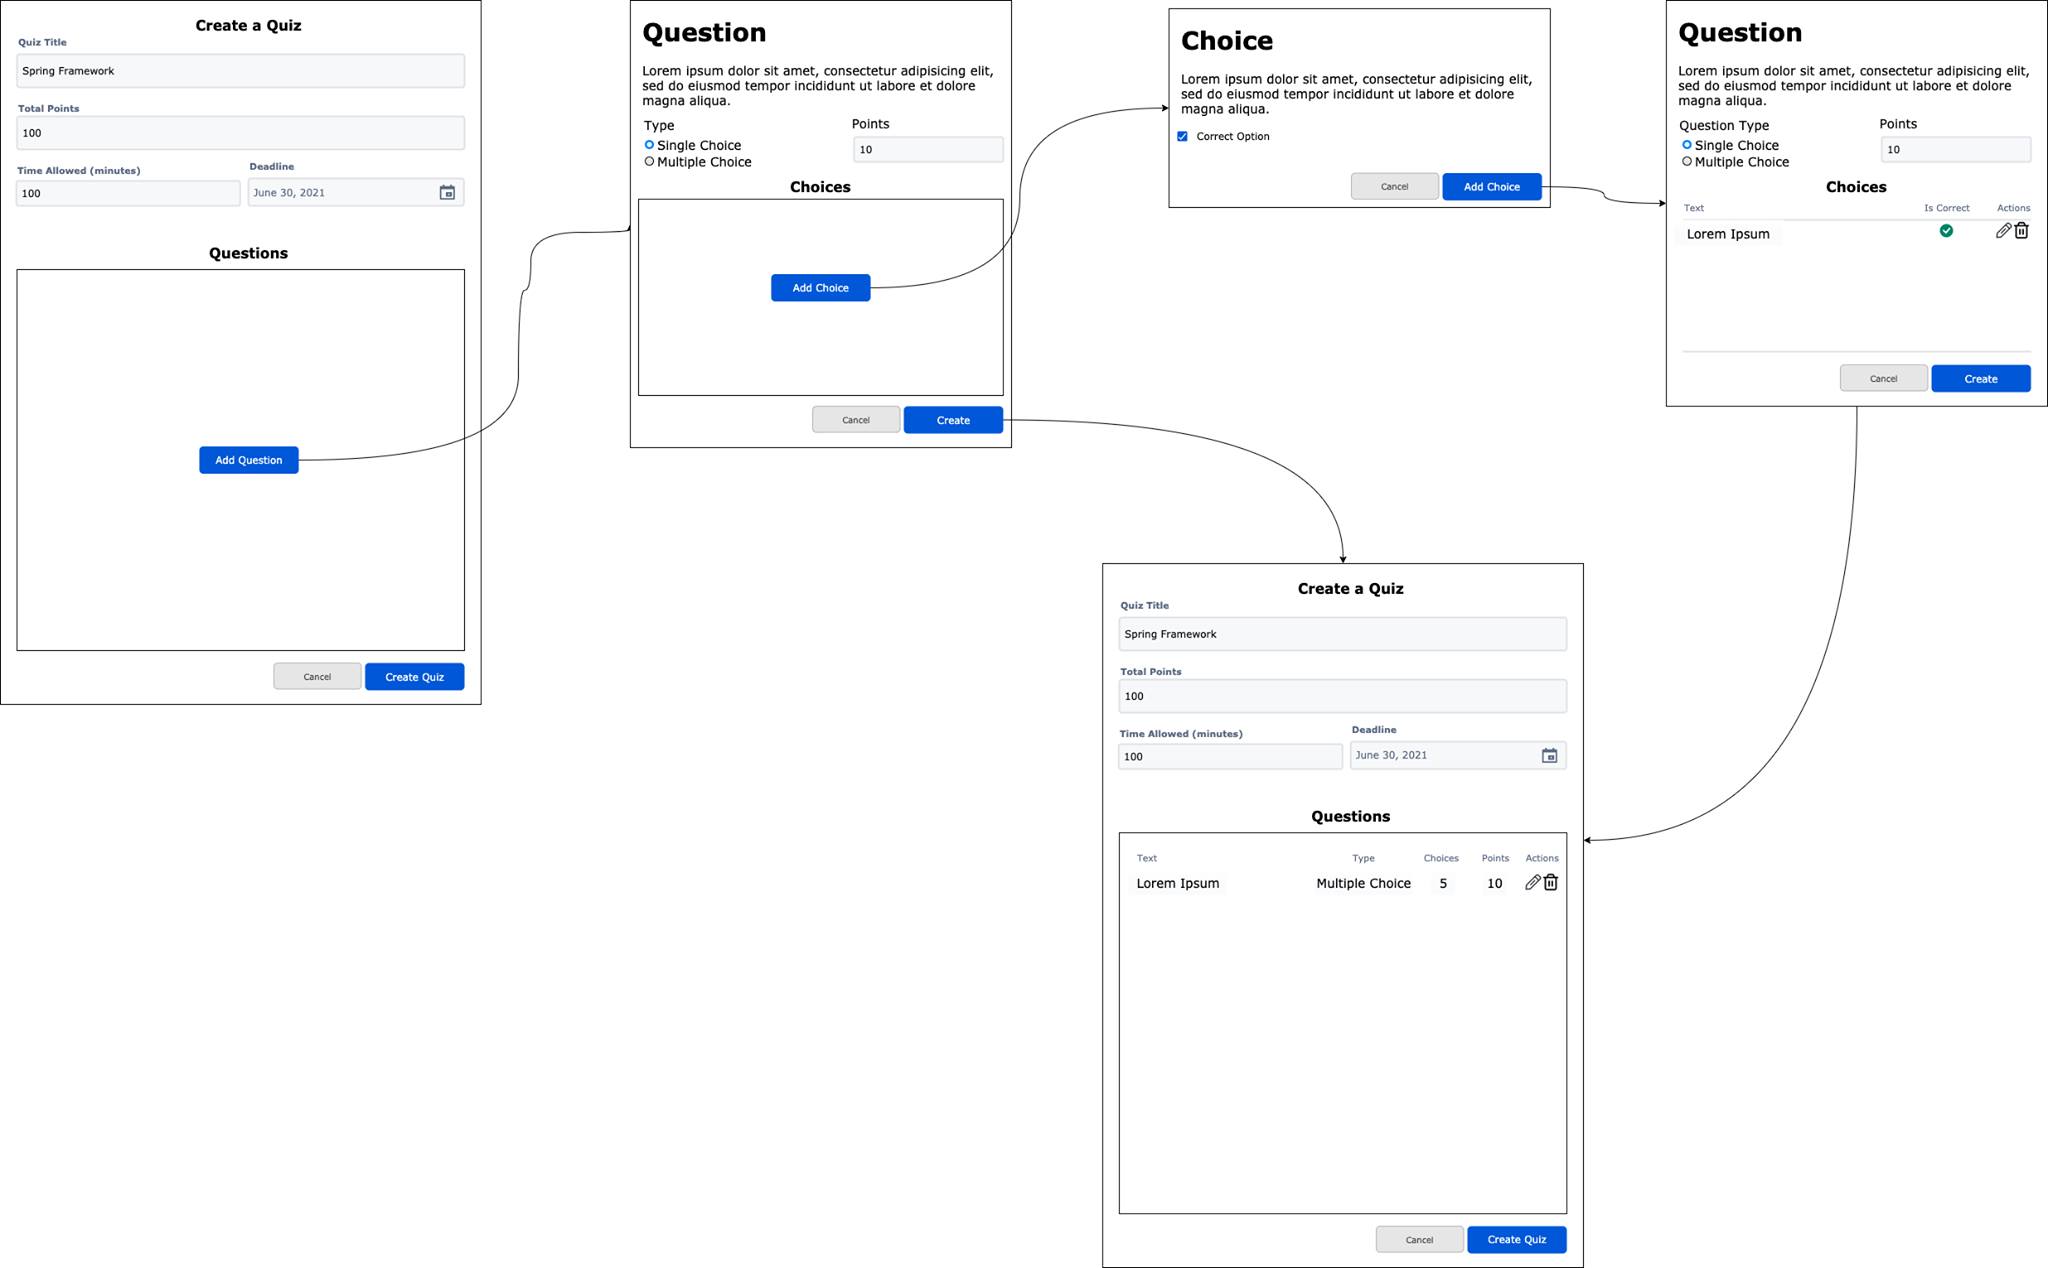 Create a Quiz
Quiz Title
Spring Framework
Total Points
100
Time Allowed (minutes)
Deadline
100
June 30, 2021
Questions
Add Question
Cancel
Create Quiz
Question
Lorem ipsum dolor sit amet, consectetur adipisicing elit,
sed do eiusmod tempor incididunt ut labore et dolore
magna aliqua.
Type
Points
Single Choice
10
Multiple Choice
Choices
Add Choice
Cancel
Create
Choice
Lorem ipsum dolor sit amet, consectetur adipisicing elit,
sed do eiusmod tempor incididunt ut labore et dolore
magna aliqua.
Correct Option
Cancel
Add Choice
Question
Lorem ipsum dolor sit amet, consectetur adipisicing elit,
sed do eiusmod tempor incididunt ut labore et dolore
magna aliqua.
Question Type
Points
Single Choice
10
Multiple Choice
Choices
Text Is Correct Actions
Lorem Ipsum
Cancel
Create
Create a Quiz
Quiz Title
Spring Framework
Total Points
100
Time Allowed (minutes)
Deadline
100
June 30, 2021
Questions
Text Type Choices Points Actions
Lorem Ipsum Multiple Choice 5 10
Cancel
Create Quiz